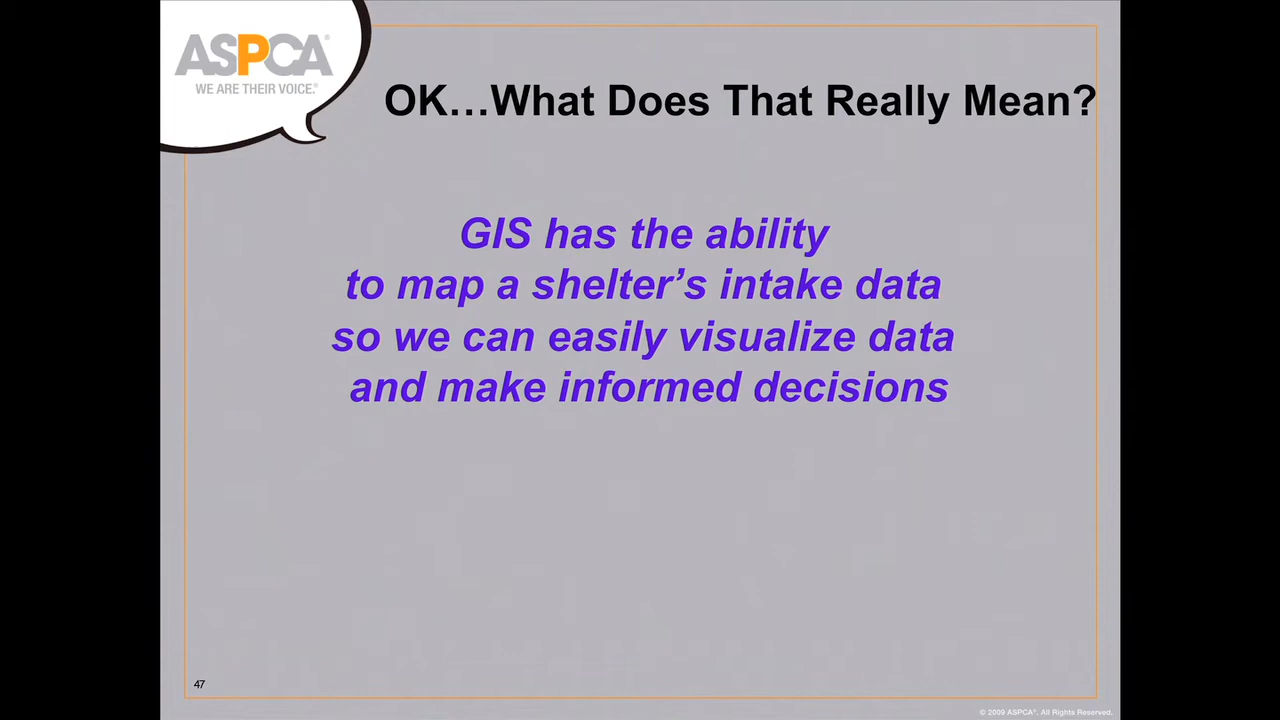 ASPCA®
WE ARE THEIR VOICE.®
OK…What Does That Really Mean?
GIS has the ability
to map a shelter’s intake data
so we can easily visualize data
and make informed decisions
47
© 2009 ASPCA®. All Rights Reserved.